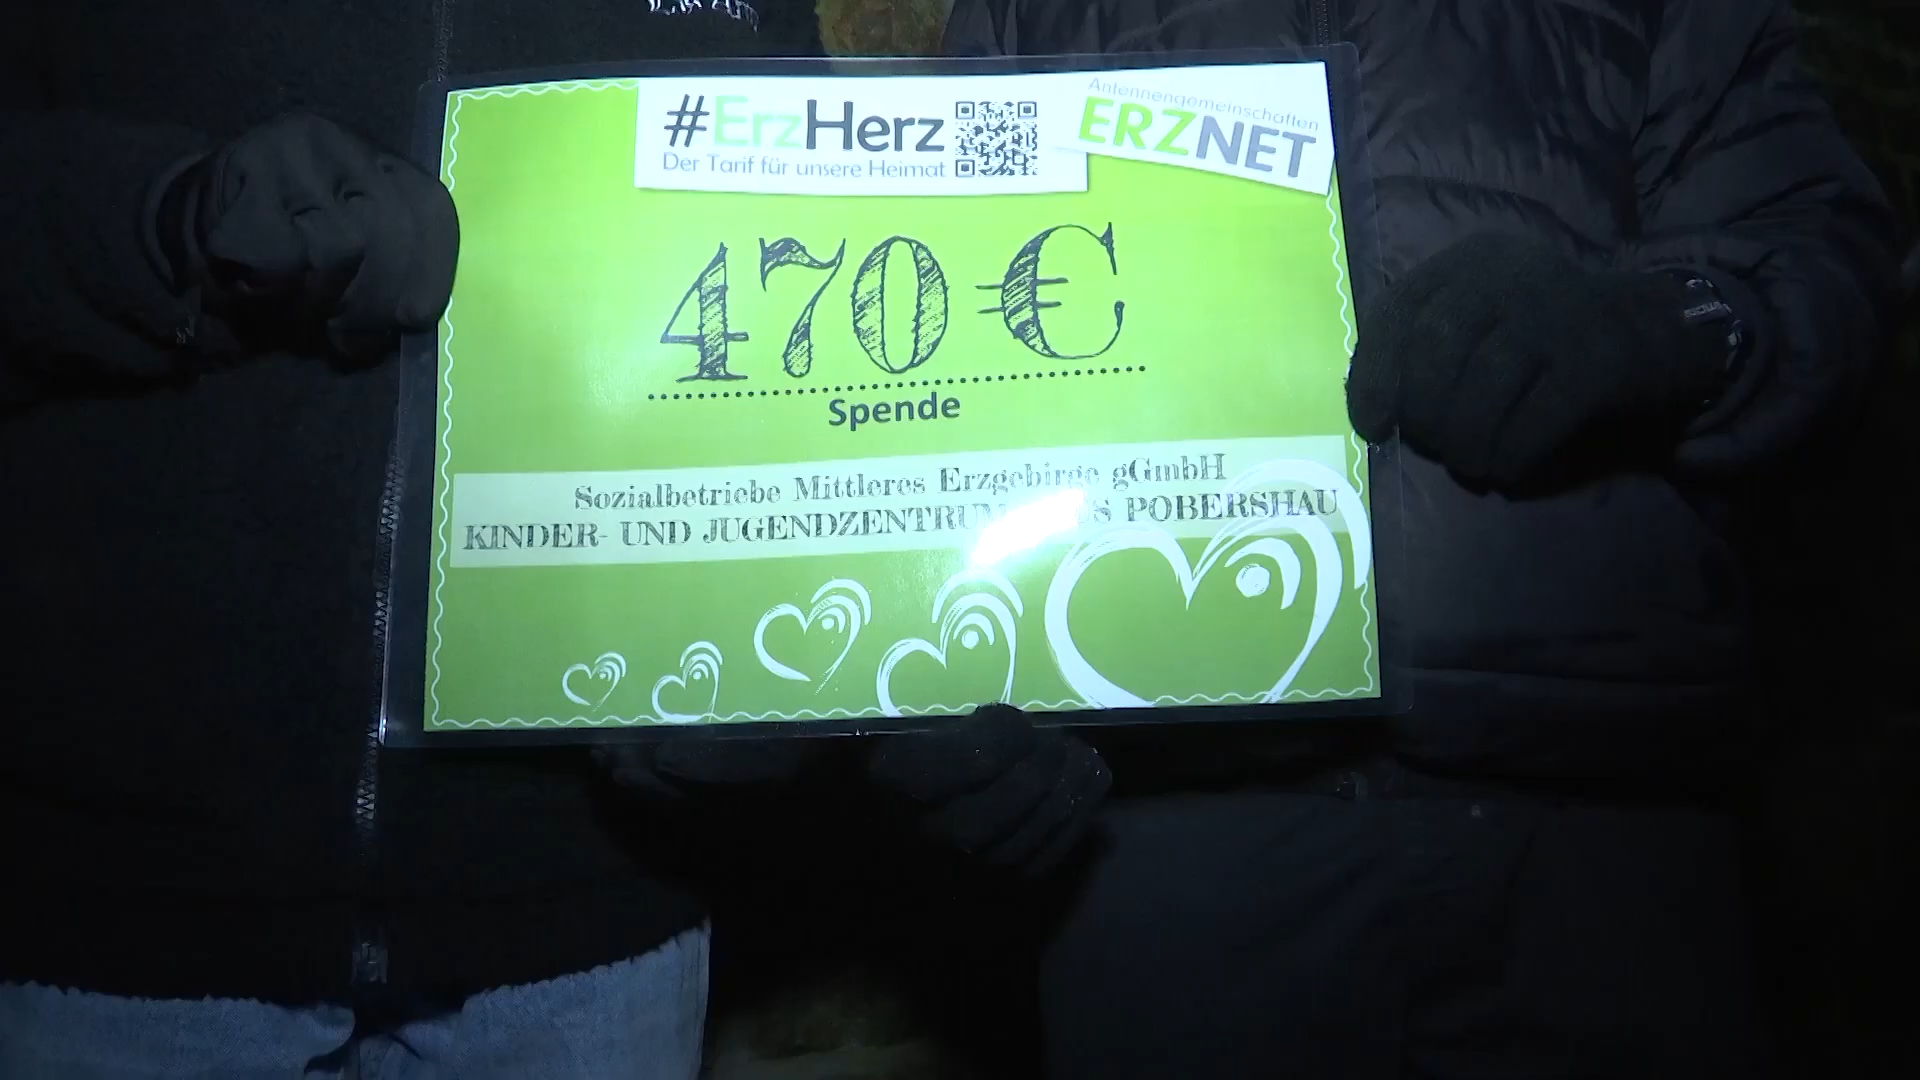 #ErzHerz
Der Tarif für unsere Heimat
Antennengemeinschaften
ERZNET
470 €
Spende
Sozialbetriebe Mittleres Erzgebirge gGmbH
KINDER- UND JUGENDZENTRUM POBERSHAU